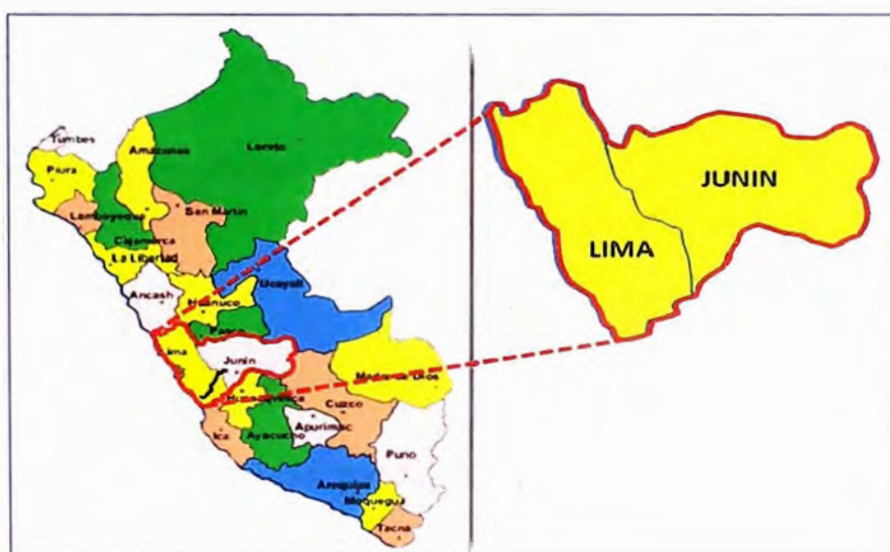 Tumbes
Piura
Amazonas
Loreto
Lambayeque
San Martin
Cajamarca
La Libertad
Ancash
Huanuco
Ucayali
Pasco
Lima
Junin
Madre de Dios
Huancavelica
Cuzco
Ica
Ayacucho
Apurimac
Puno
Arequipa
Moquegua
Tacna
JUNIN
LIMA